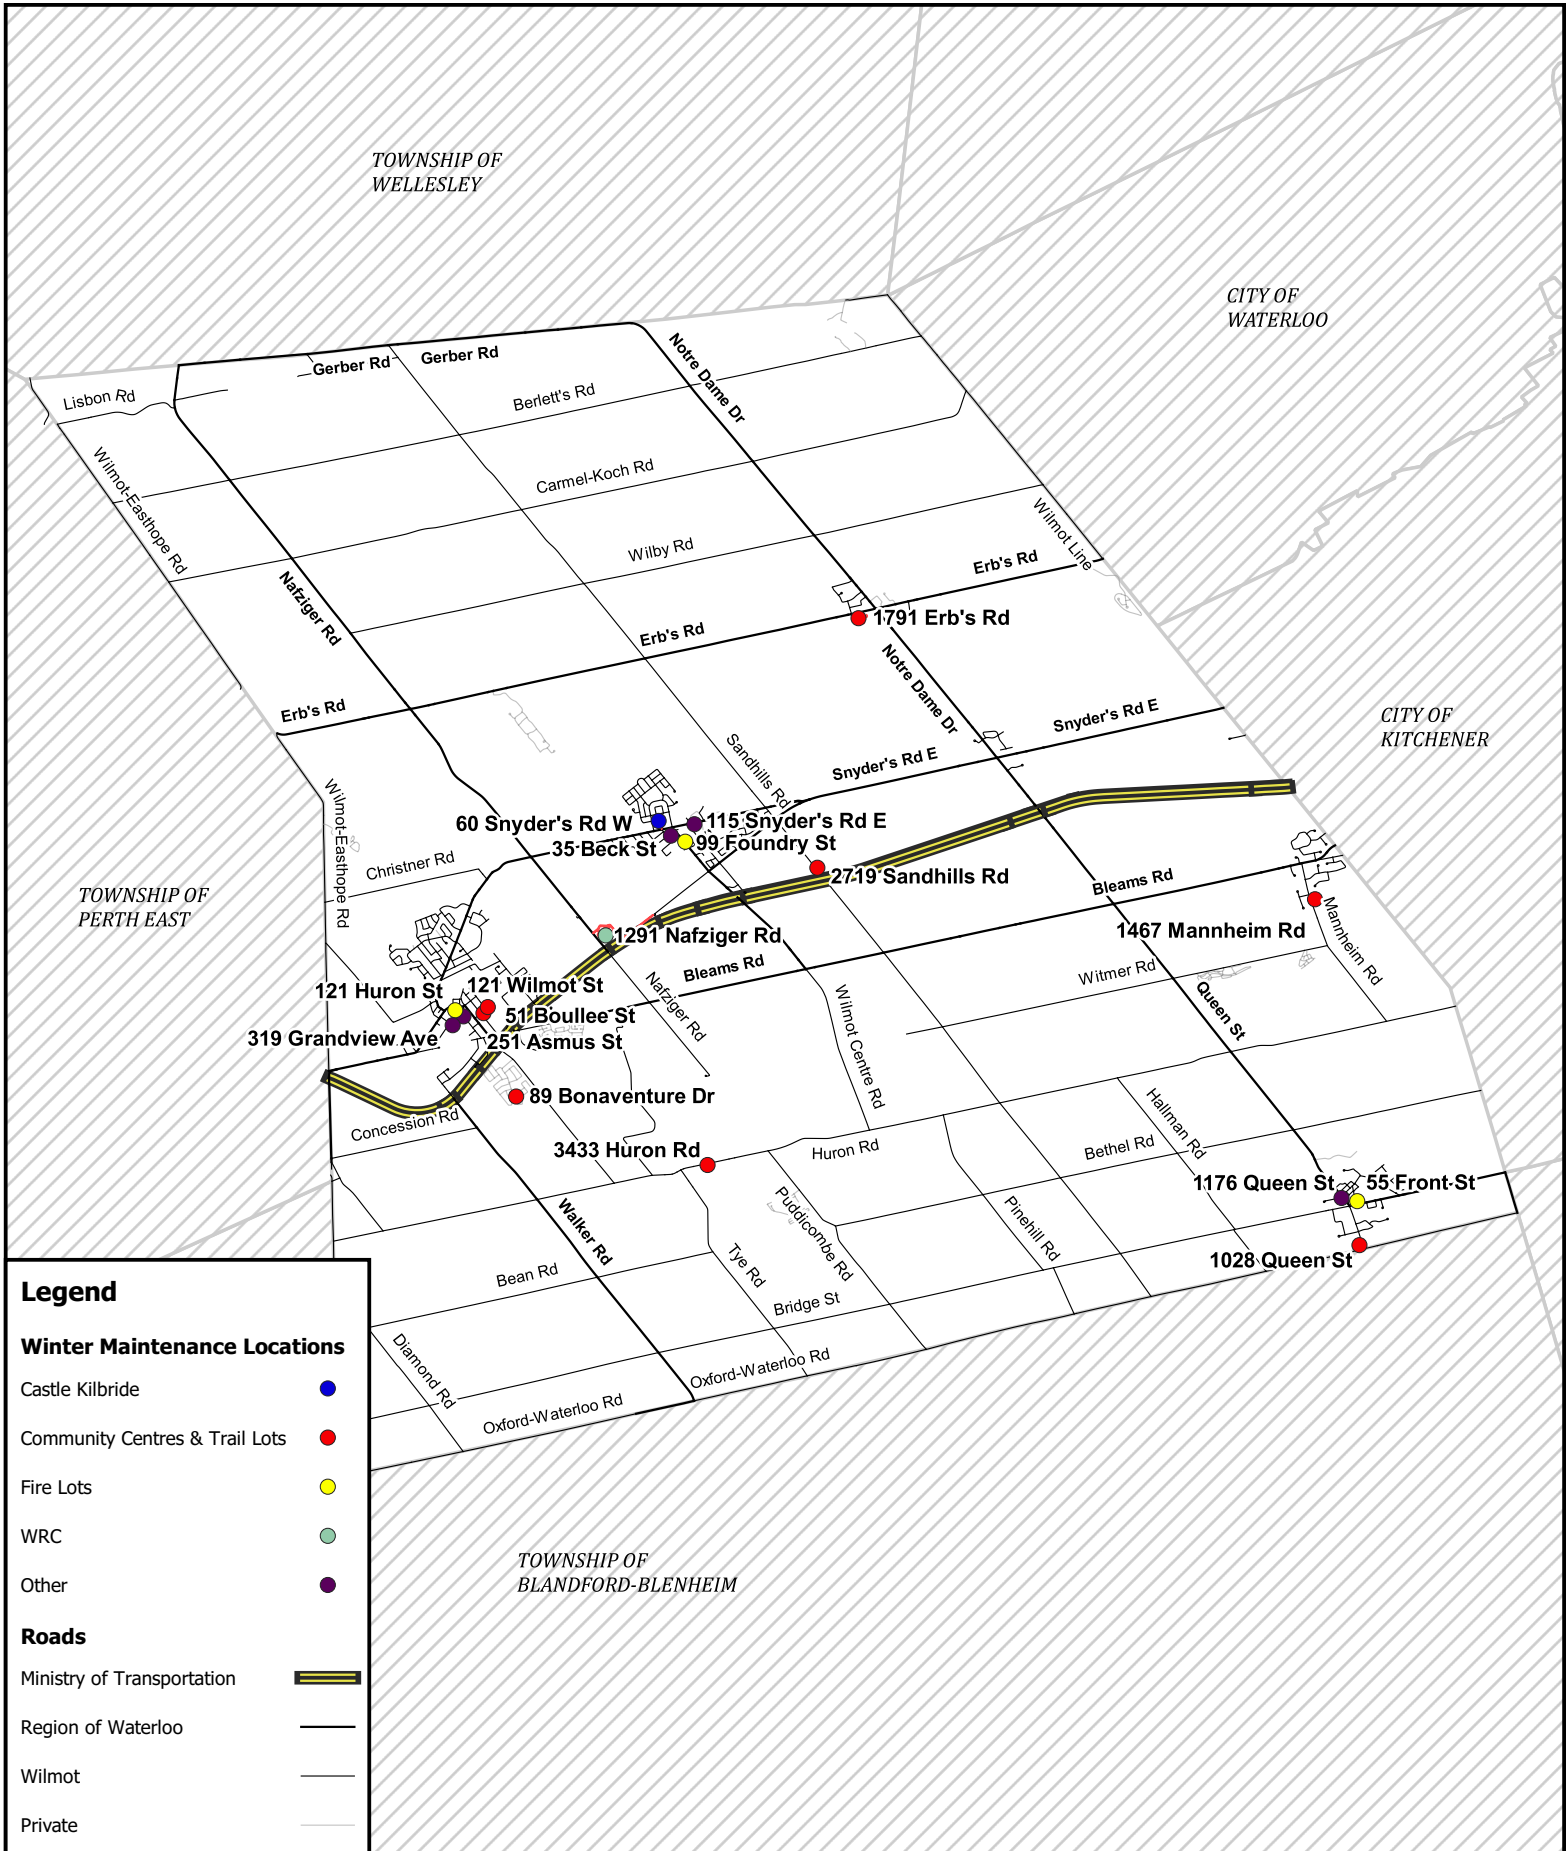 TOWNSHIP OF
WELLESLEY
CITY OF
WATERLOO
Gerber Rd
Gerber Rd
Notre Dame Dr
Lisbon Rd
Berlett's Rd
Wilmot-Easthope Rd
Carmel-Koch Rd
Wilmot Line
Wilby Rd
Erb's Rd
Nafziger Rd
1791 Erb's Rd
Erb's Rd
Notre Dame Dr
Erb's Rd
Snyder's Rd E
CITY OF
KITCHENER
Sandhills Rd
Snyder's Rd E
Wilmot-Easthope Rd
60 Snyder's Rd W
115 Snyder's Rd E
35 Beck St
99 Foundry St
Christner Rd
2719 Sandhills Rd
Bleams Rd
TOWNSHIP OF
PERTH EAST
1467 Mannheim Rd
Mannheim Rd
1291 Nafziger Rd
Bleams Rd
Witmer Rd
121 Huron St
121 Wilmot St
Nafziger Rd
Wilmot Centre Rd
Queen St
51 Boullee St
319 Grandview Ave
251 Asmus St
89 Bonaventure Dr
Concession Rd
Hallman Rd
3433 Huron Rd
Huron Rd
Bethel Rd
1176 Queen St
55 Front St
Walker Rd
Puddicombe Rd
Pinehill Rd
Tye Rd
1028 Queen St
Bean Rd
Bridge St
Diamond Rd
Oxford-Waterloo Rd
Oxford-Waterloo Rd
Legend
Winter Maintenance Locations
Castle Kilbride
Community Centres & Trail Lots
Fire Lots
WRC
Other
Roads
Ministry of Transportation
Region of Waterloo
Wilmot
Private
TOWNSHIP OF
BLANDFORD-BLENHEIM